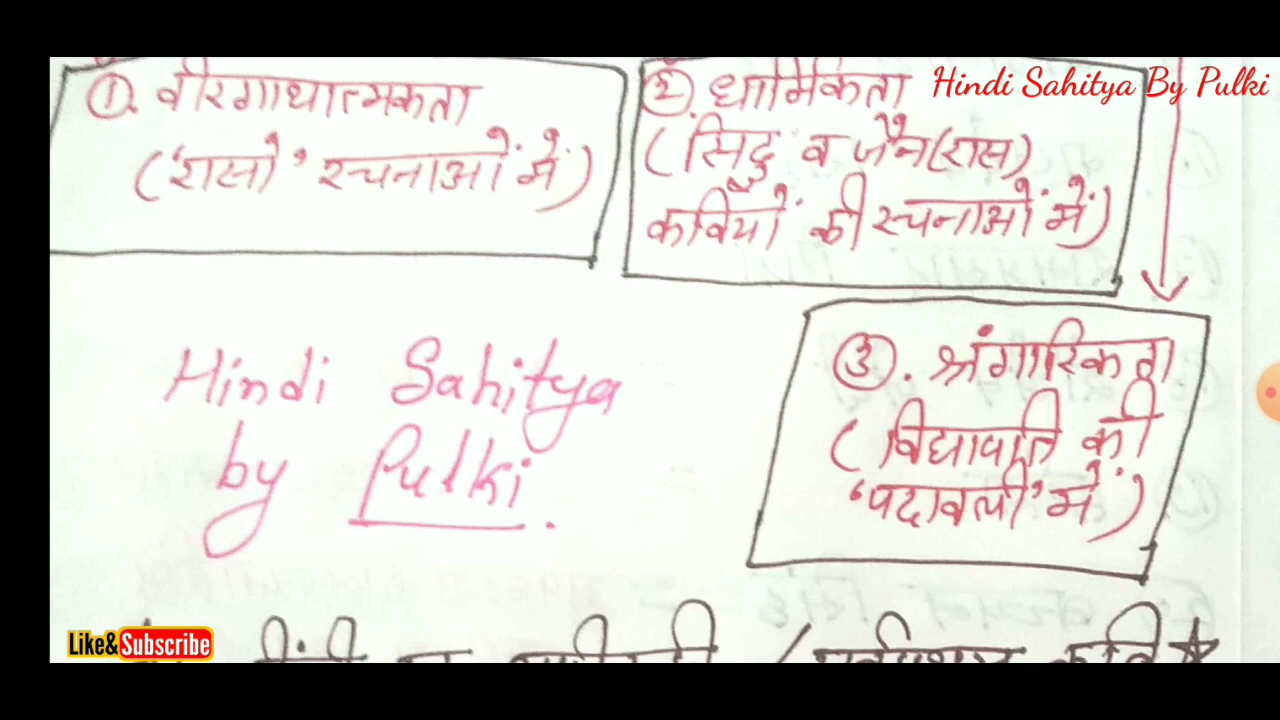 Hindi Sahitya By Pulki
①. वीरगाथात्मकता
('रासो' रचनाओं में)
②. धार्मिकता
(सिद्ध व जैन(रास)
कवियों की रचनाओं में)
③. श्रंगारिकता
(विद्यापति की
'पदावली' में)
Hindi Sahitya
by Pulki.
Like& Subscribe